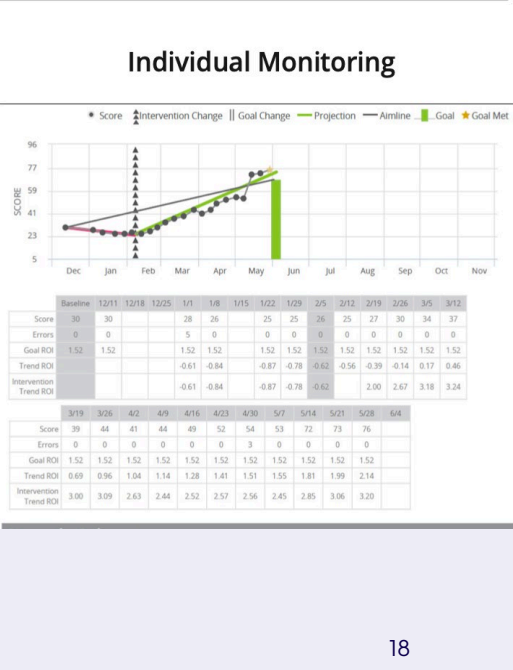 Individual Monitoring
Score Intervention Change Goal Change Projection Aimline Goal Goal Met
96
77
59
41
23
5
SCORE
Dec Jan Feb Mar Apr May Jun Jul Aug Sep Oct Nov
Baseline 12/11 12/18 12/25 1/1 1/8 1/15 1/22 1/29 2/5 2/12 2/19 2/26 3/5 3/12
Score 30 30 28 26 25 25 26 25 27 30 34 37
Errors 0 0 5 0 0 0 0 0 0 0 0 0
Goal ROI 1.52 1.52 1.52 1.52 1.52 1.52 1.52 1.52 1.52 1.52 1.52 1.52
Trend ROI -0.61 -0.84 -0.87 -0.78 -0.62 -0.56 -0.39 -0.14 0.17 0.46
Intervention
Trend ROI -0.61 -0.84 -0.87 -0.78 -0.62 2.00 2.67 3.18 3.24
3/19 3/26 4/2 4/9 4/16 4/23 4/30 5/7 5/14 5/21 5/28 6/4
Score 39 44 41 44 49 52 54 53 72 73 76
Errors 0 0 0 0 0 0 3 0 0 0 0
Goal ROI 1.52 1.52 1.52 1.52 1.52 1.52 1.52 1.52 1.52 1.52 1.52
Trend ROI 0.69 0.96 1.04 1.14 1.28 1.41 1.51 1.55 1.81 1.99 2.14
Intervention
Trend ROI 3.00 3.09 2.63 2.44 2.52 2.57 2.56 2.45 2.85 3.06 3.20
18